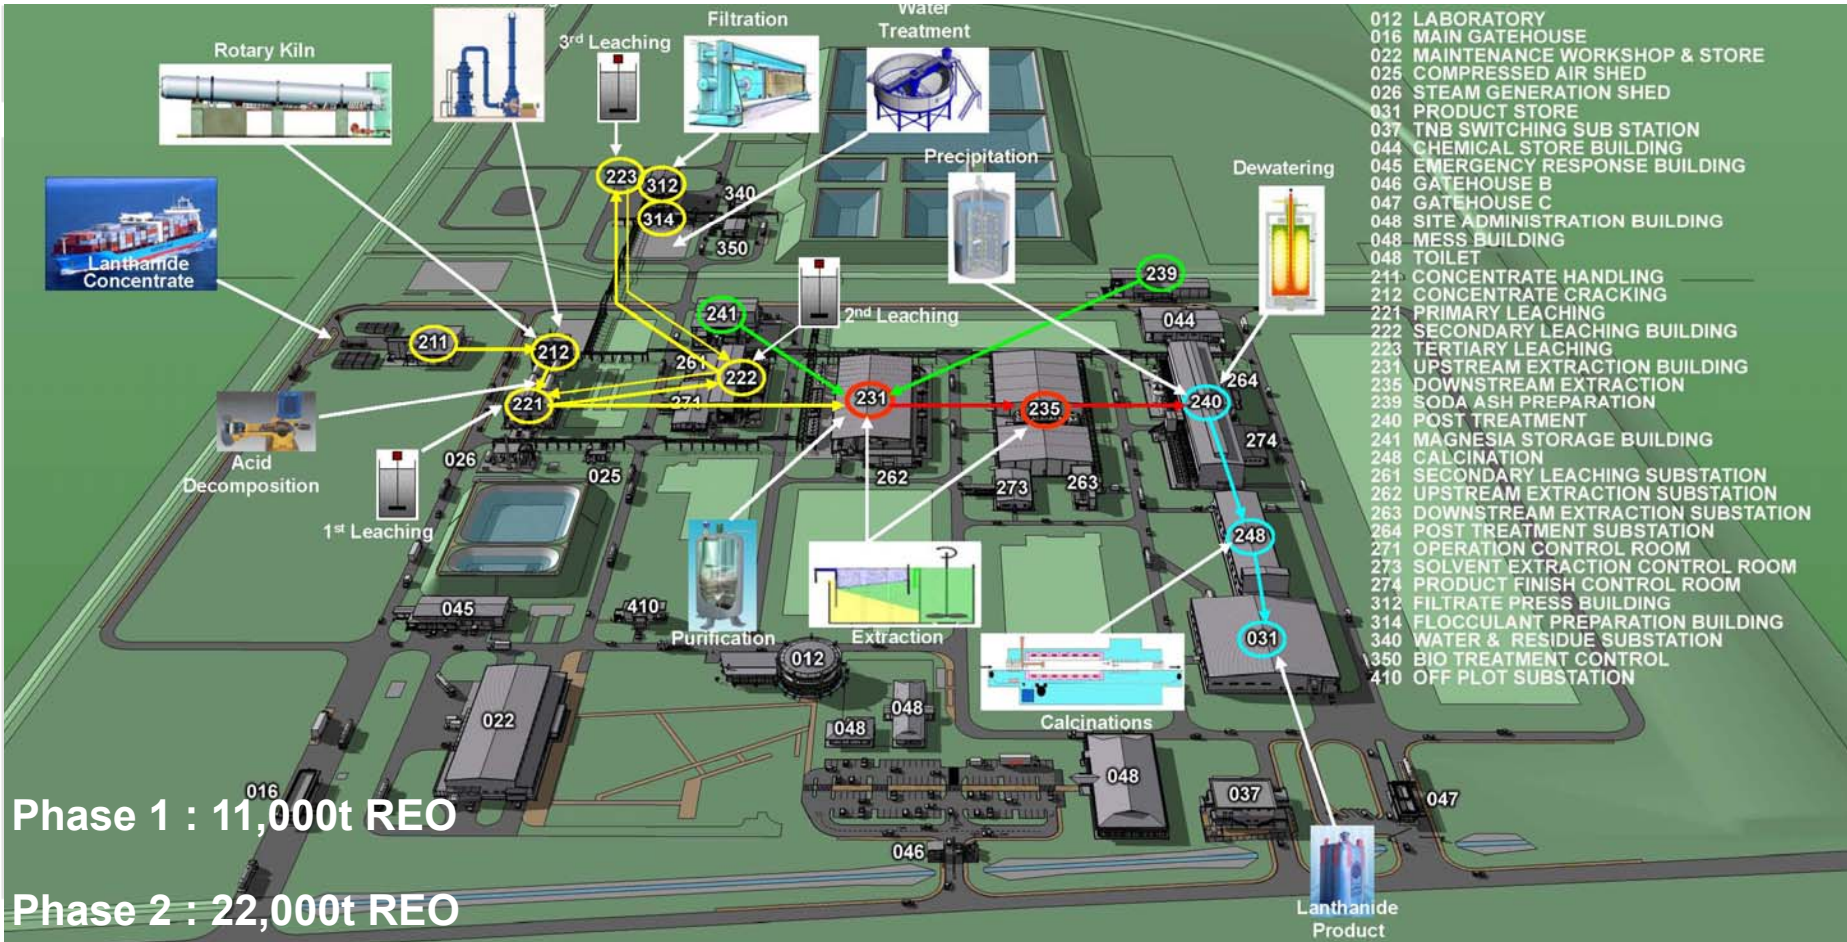 Rotary Kiln
3rd Leaching
Filtration
Water
Treatment
Precipitation
Dewatering
Lanthanide
Concentrate
2nd Leaching
Acid
Decomposition
1st Leaching
Purification
Extraction
Calcinations
Lanthanide
Product
223
312
314
340
350
239
241
044
211
212
261
222
264
221
271
231
235
240
026
025
262
273
263
274
248
045
410
012
031
022
048
048
048
016
037
047
046
Phase 1 : 11,000t REO
Phase 2 : 22,000t REO
012 LABORATORY
016 MAIN GATEHOUSE
022 MAINTENANCE WORKSHOP & STORE
025 COMPRESSED AIR SHED
026 STEAM GENERATION SHED
031 PRODUCT STORE
037 TNB SWITCHING SUB STATION
044 CHEMICAL STORE BUILDING
045 EMERGENCY RESPONSE BUILDING
046 GATEHOUSE B
047 GATEHOUSE C
048 SITE ADMINISTRATION BUILDING
048 MESS BUILDING
048 TOILET
211 CONCENTRATE HANDLING
212 CONCENTRATE CRACKING
221 PRIMARY LEACHING
222 SECONDARY LEACHING BUILDING
223 TERTIARY LEACHING
231 UPSTREAM EXTRACTION BUILDING
235 DOWNSTREAM EXTRACTION
239 SODA ASH PREPARATION
240 POST TREATMENT
241 MAGNESIA STORAGE BUILDING
248 CALCINATION
261 SECONDARY LEACHING SUBSTATION
262 UPSTREAM EXTRACTION SUBSTATION
263 DOWNSTREAM EXTRACTION SUBSTATION
264 POST TREATMENT SUBSTATION
271 OPERATION CONTROL ROOM
273 SOLVENT EXTRACTION CONTROL ROOM
274 PRODUCT FINISH CONTROL ROOM
312 FILTRATE PRESS BUILDING
314 FLOCCULANT PREPARATION BUILDING
340 WATER & RESIDUE SUBSTATION
350 BIO TREATMENT CONTROL
410 OFF PLOT SUBSTATION